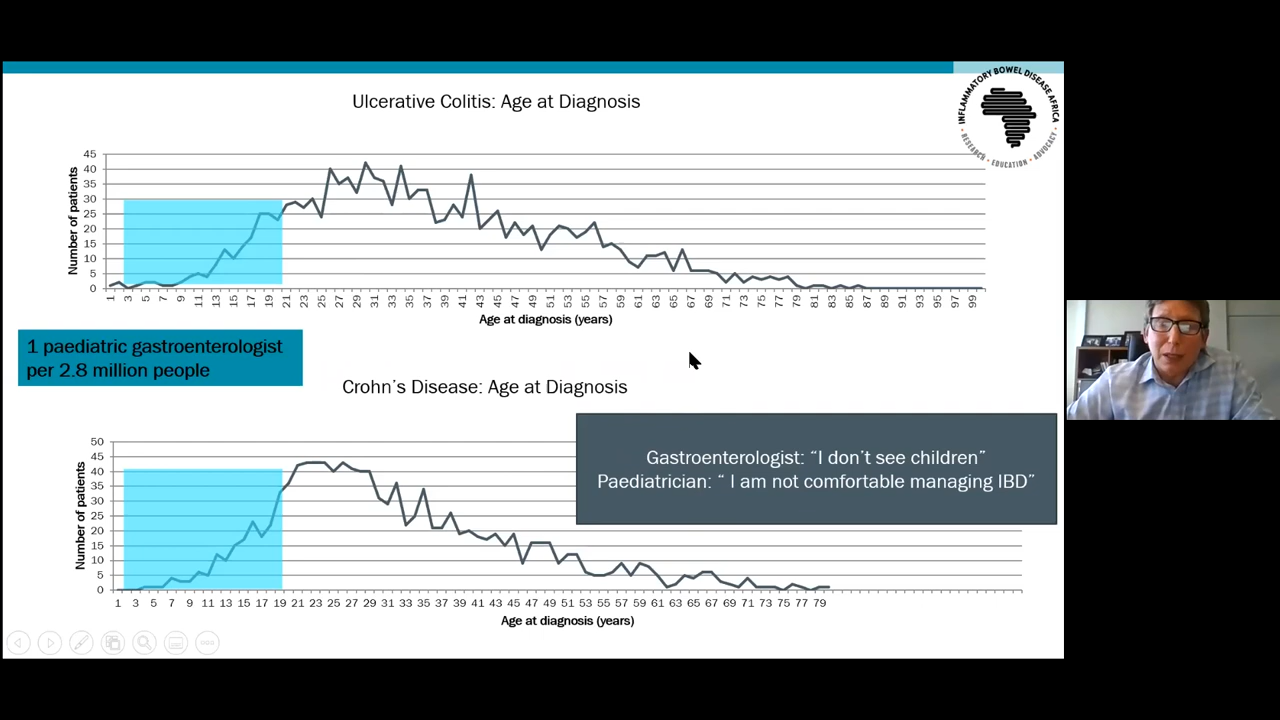 Ulcerative Colitis: Age at Diagnosis
INFLAMMATORY BOWEL DISEASE AFRICA
• RESEARCH • EDUCATION • ADVOCACY •
Number of patients
45
40
35
30
25
20
15
10
5
0
1 3 5 7 9 11 13 15 17 19 21 23 25 27 29 31 33 35 37 39 41 43 45 47 49 51 53 55 57 59 61 63 65 67 69 71 73 75 77 79 81 83 85 87 89 91 93 95 97 99
Age at diagnosis (years)
1 paediatric gastroenterologist
per 2.8 million people
Crohn's Disease: Age at Diagnosis
Gastroenterologist: “I don't see children”
Paediatrician: “ I am not comfortable managing IBD”
Number of patients
50
45
40
35
30
25
20
15
10
5
0
1 3 5 7 9 11 13 15 17 19 21 23 25 27 29 31 33 35 37 39 41 43 45 47 49 51 53 55 57 59 61 63 65 67 69 71 73 75 77 79
Age at diagnosis (years)